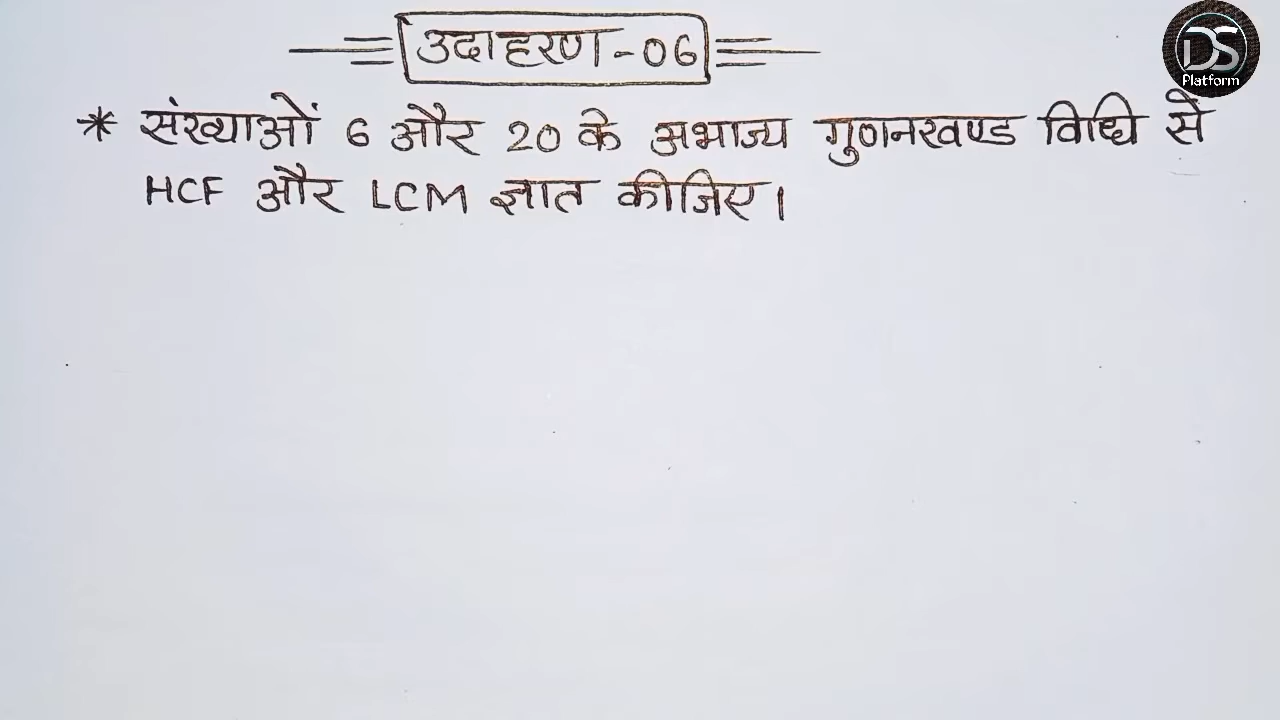 उदाहरण-06
DS
Platform
* संख्याओं 6 और 20 के अभाज्य गुणनखण्ड विधि से
HCF और LCM ज्ञात कीजिए।